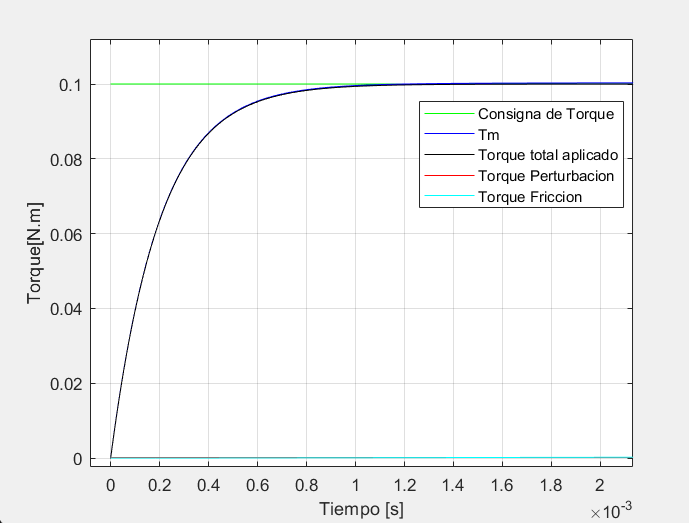 0.1
0.08
0.06
0.04
0.02
0
Torque[N.m]
Consigna de Torque
Tm
Torque total aplicado
Torque Perturbacion
Torque Friccion
0 0.2 0.4 0.6 0.8 1 1.2 1.4 1.6 1.8 2
Tiempo [s]
×10⁻³